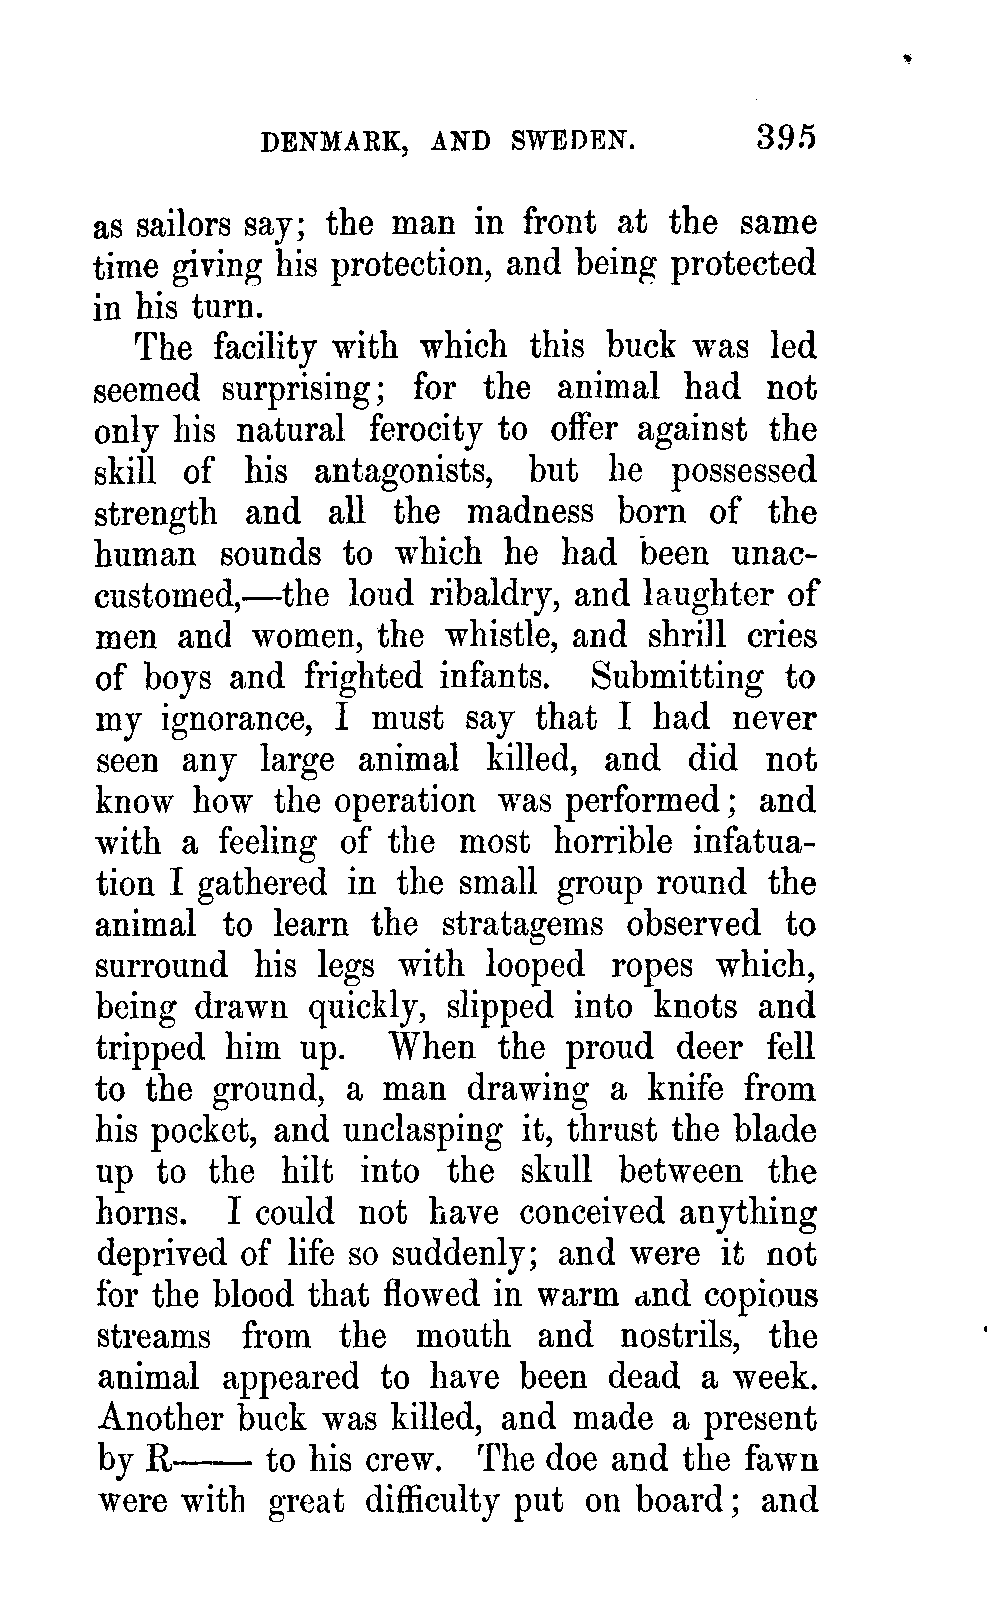 DENMARK, AND SWEDEN. 395
as sailors say; the man in front at the same
time giving his protection, and being protected
in his turn.
The facility with which this buck was led
seemed surprising; for the animal had not
only his natural ferocity to offer against the
skill of his antagonists, but he possessed
strength and all the madness born of the
human sounds to which he had been unac-
customed,—the loud ribaldry, and laughter of
men and women, the whistle, and shrill cries
of boys and frighted infants. Submitting to
my ignorance, I must say that I had never
seen any large animal killed, and did not
know how the operation was performed; and
with a feeling of the most horrible infatua-
tion I gathered in the small group round the
animal to learn the stratagems observed to
surround his legs with looped ropes which,
being drawn quickly, slipped into knots and
tripped him up. When the proud deer fell
to the ground, a man drawing a knife from
his pocket, and unclasping it, thrust the blade
up to the hilt into the skull between the
horns. I could not have conceived anything
deprived of life so suddenly; and were it not
for the blood that flowed in warm and copious
streams from the mouth and nostrils, the
animal appeared to have been dead a week.
Another buck was killed, and made a present
by R—— to his crew. The doe and the fawn
were with great difficulty put on board; and